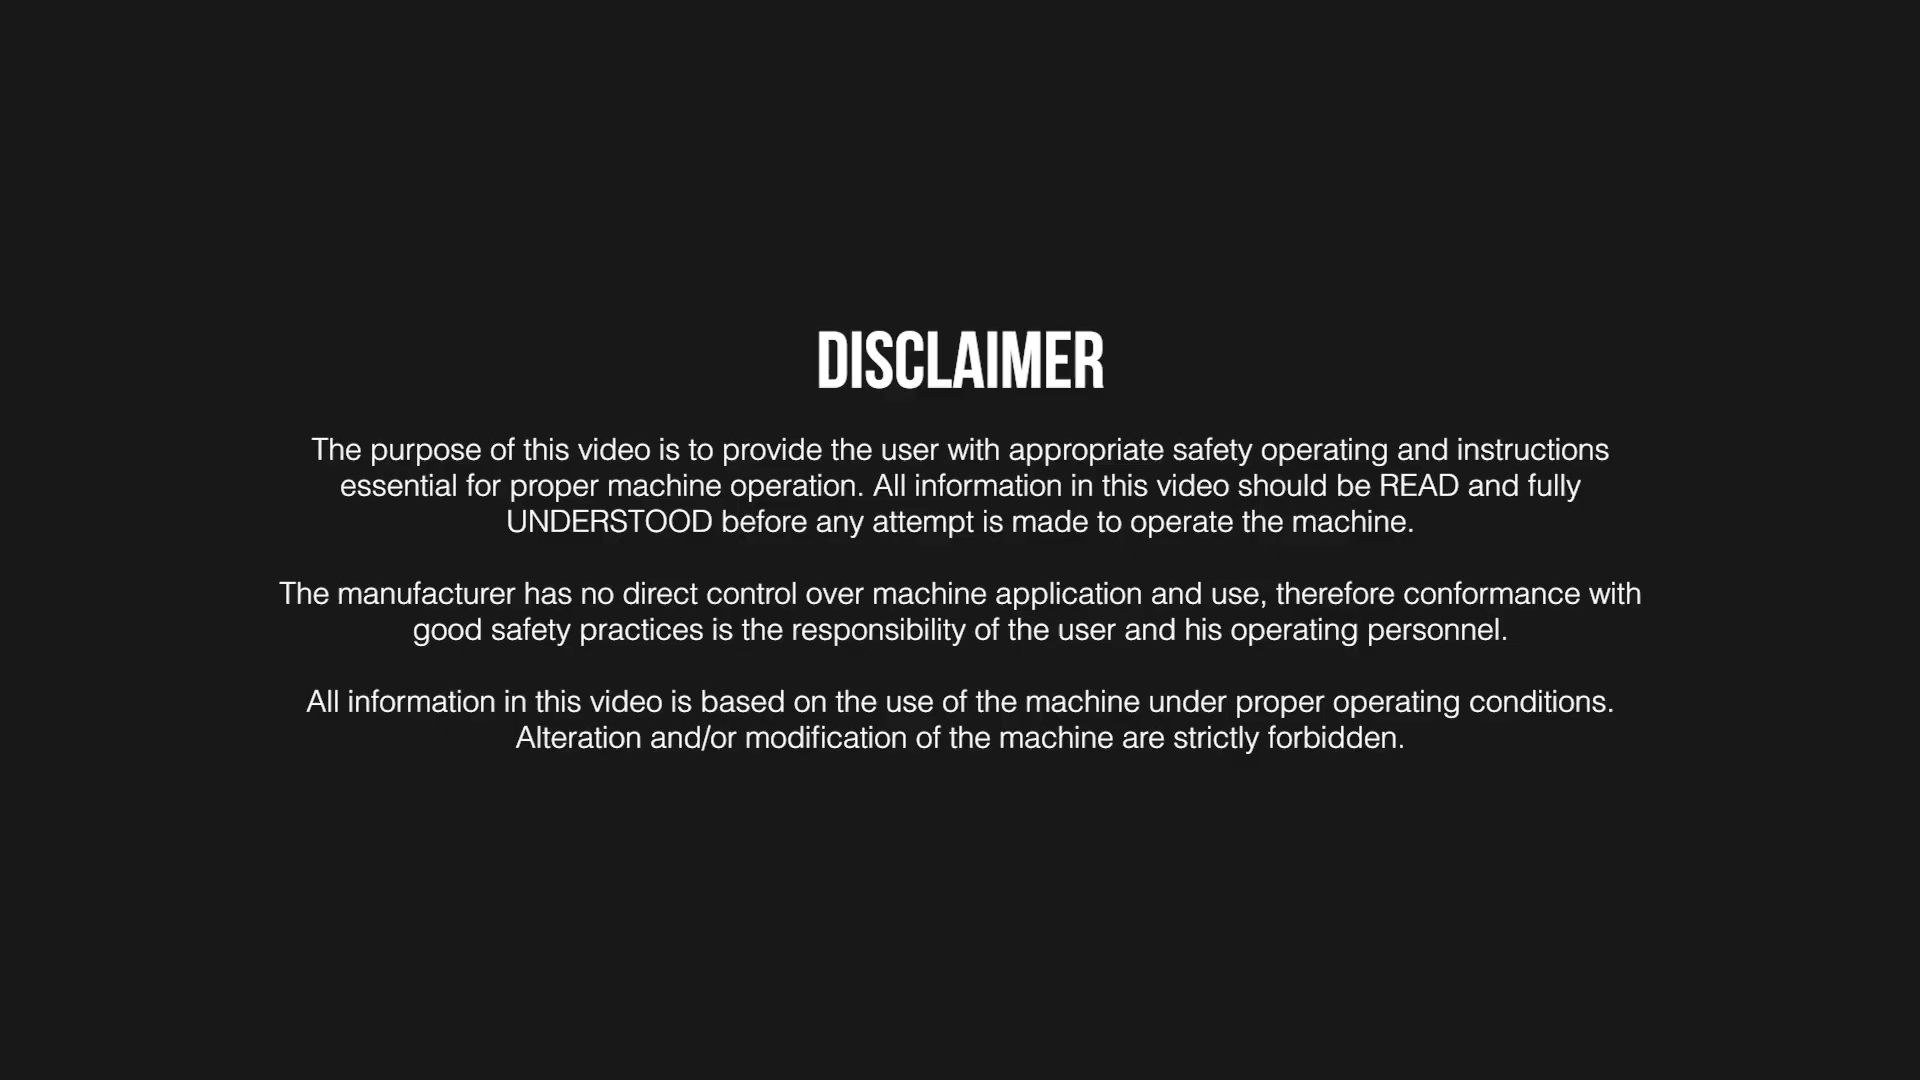 DISCLAIMER
The purpose of this video is to provide the user with appropriate safety operating and instructions
essential for proper machine operation. All information in this video should be READ and fully
UNDERSTOOD before any attempt is made to operate the machine.
The manufacturer has no direct control over machine application and use, therefore conformance with
good safety practices is the responsibility of the user and his operating personnel.
All information in this video is based on the use of the machine under proper operating conditions.
Alteration and/or modification of the machine are strictly forbidden.